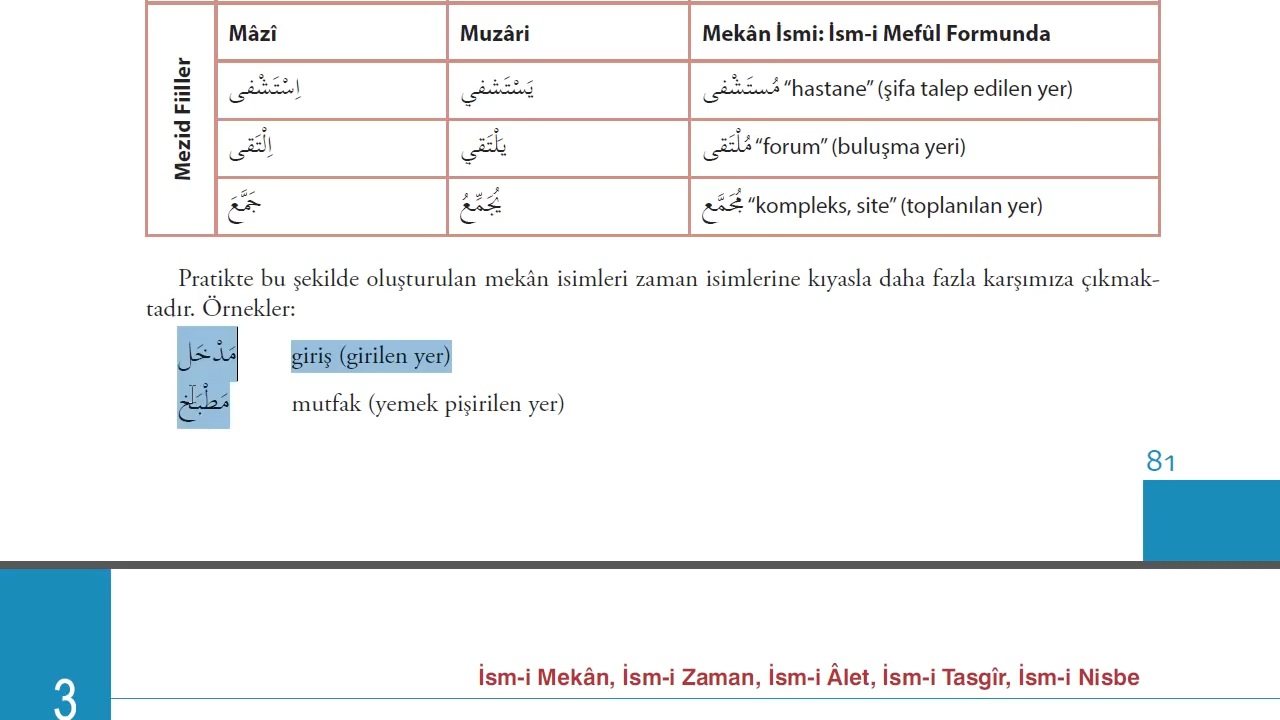 Mezid Fiiller
Mâzî Muzâri Mekân İsmi: İsm-i Mefûl Formunda
اِسْتَشْفى يَسْتَشفي مُستَشْفى “hastane” (şifa talep edilen yer)
اِلْتَقى يَلْتَقي مُلْتَقى “forum” (buluşma yeri)
جَمَّعَ يُجَمِّعُ مُجَمَّع “kompleks, site” (toplanılan yer)
Pratikte bu şekilde oluşturulan mekân isimleri zaman isimlerine kıyasla daha fazla karşımıza çıkmak-
tadır. Örnekler:
مَدْخَل giriş (girilen yer)
مَطْبَخ mutfak (yemek pişirilen yer)
81
3
İsm-i Mekân, İsm-i Zaman, İsm-i Âlet, İsm-i Tasgîr, İsm-i Nisbe